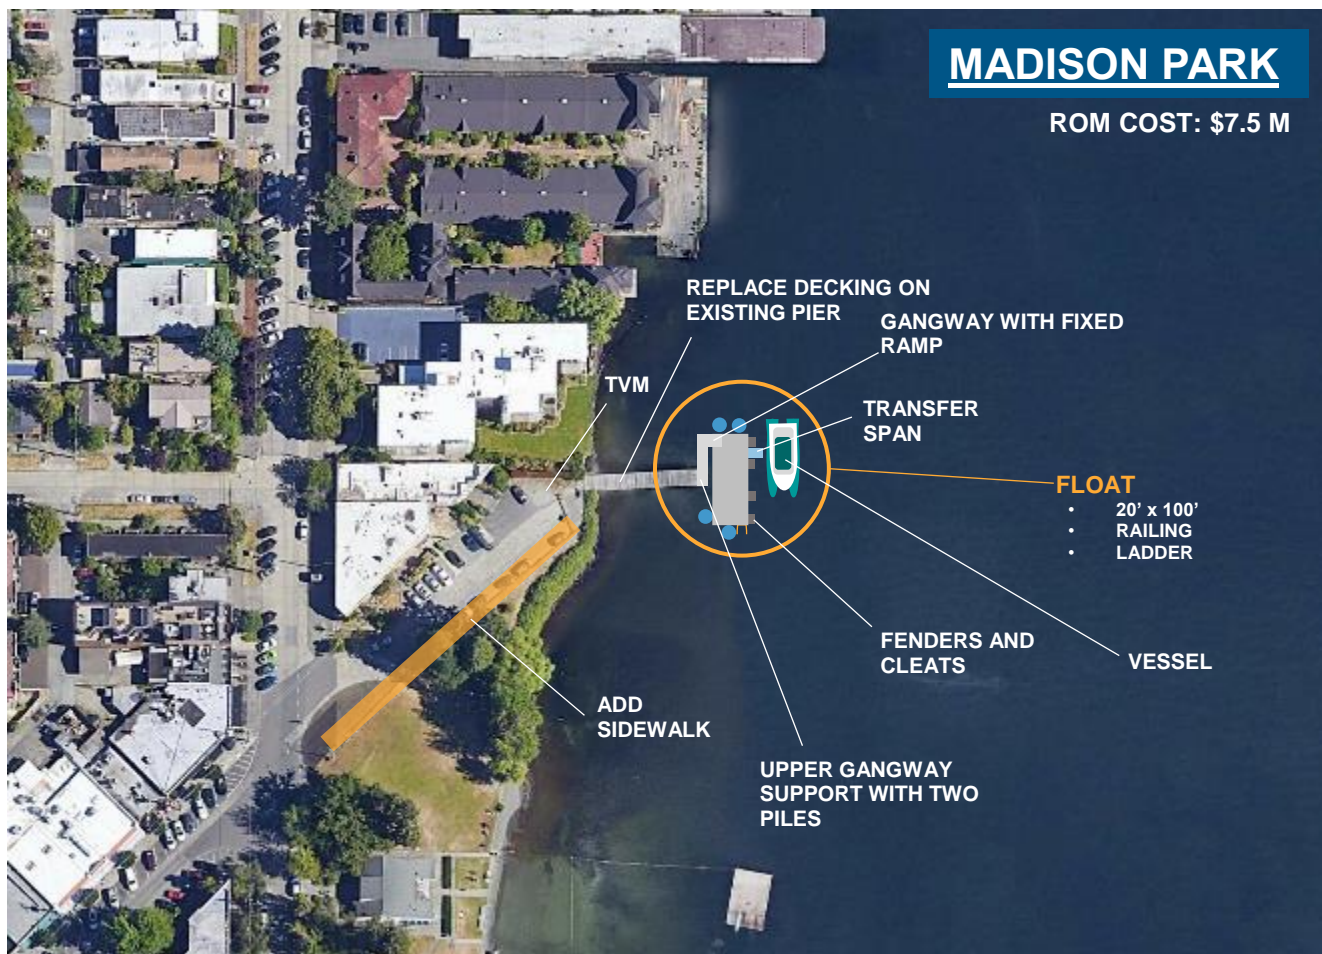 MADISON PARK
ROM COST: $7.5 M
REPLACE DECKING ON
EXISTING PIER
GANGWAY WITH FIXED
RAMP
TVM
TRANSFER
SPAN
FLOAT
• 20’ x 100’
• RAILING
• LADDER
FENDERS AND
CLEATS
VESSEL
ADD
SIDEWALK
UPPER GANGWAY
SUPPORT WITH TWO
PILES